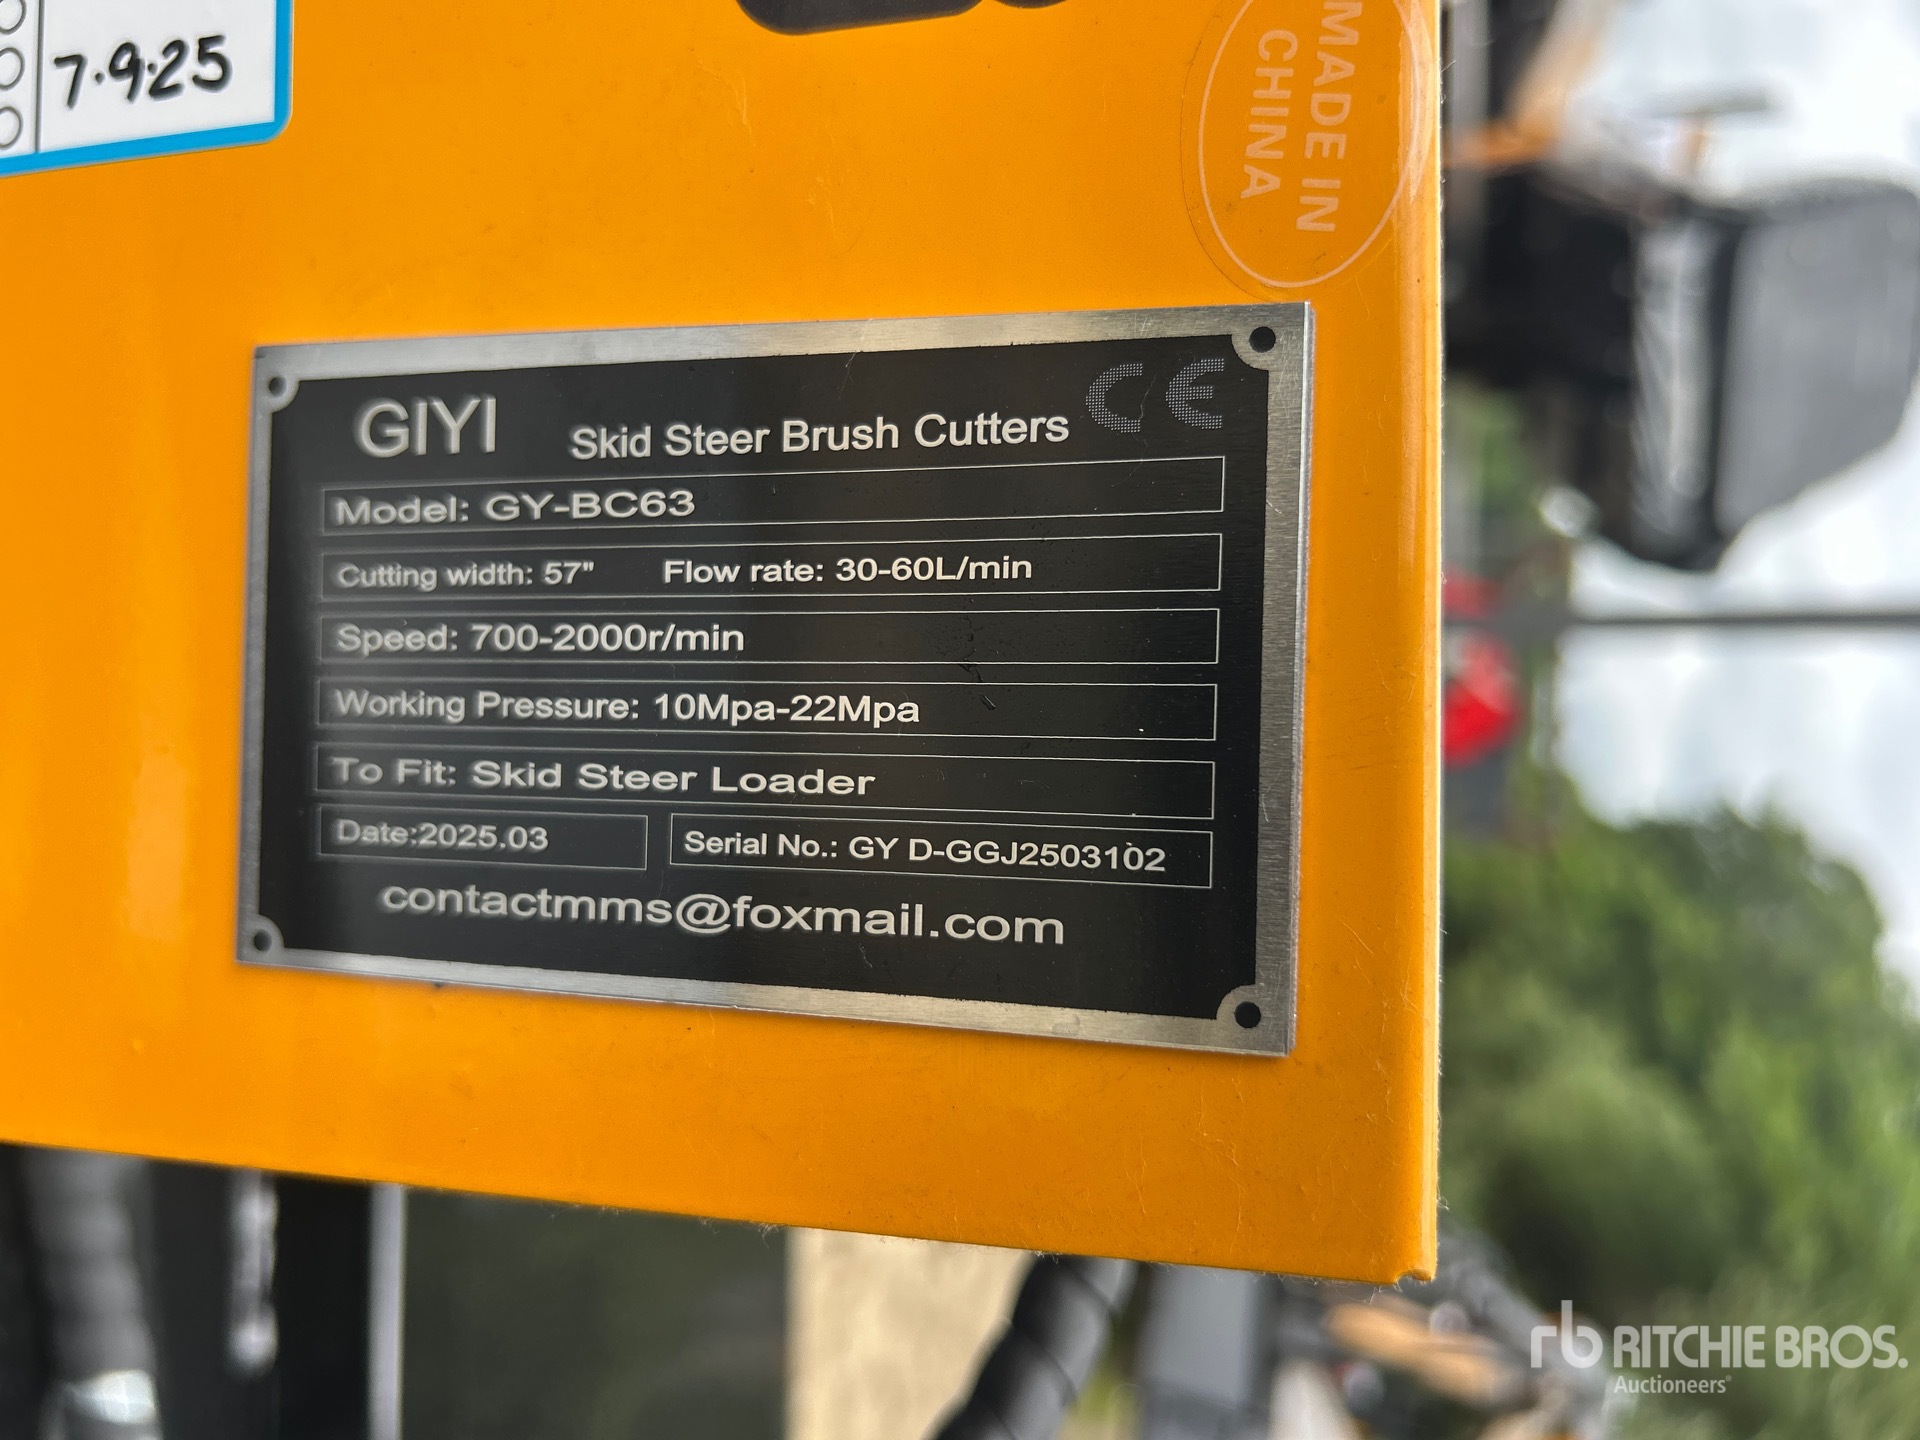 7.9.25
MADE IN
CHINA
GIYI Skid Steer Brush Cutters CE
Model: GY-BC63
Cutting width: 57" Flow rate: 30-60L/min
Speed: 700-2000r/min
Working Pressure: 10Mpa-22Mpa
To Fit: Skid Steer Loader
Date:2025.03 Serial No.: GY D-GGJ2503102
contactmms@foxmail.com
rb RITCHIE BROS.
Auctioneers